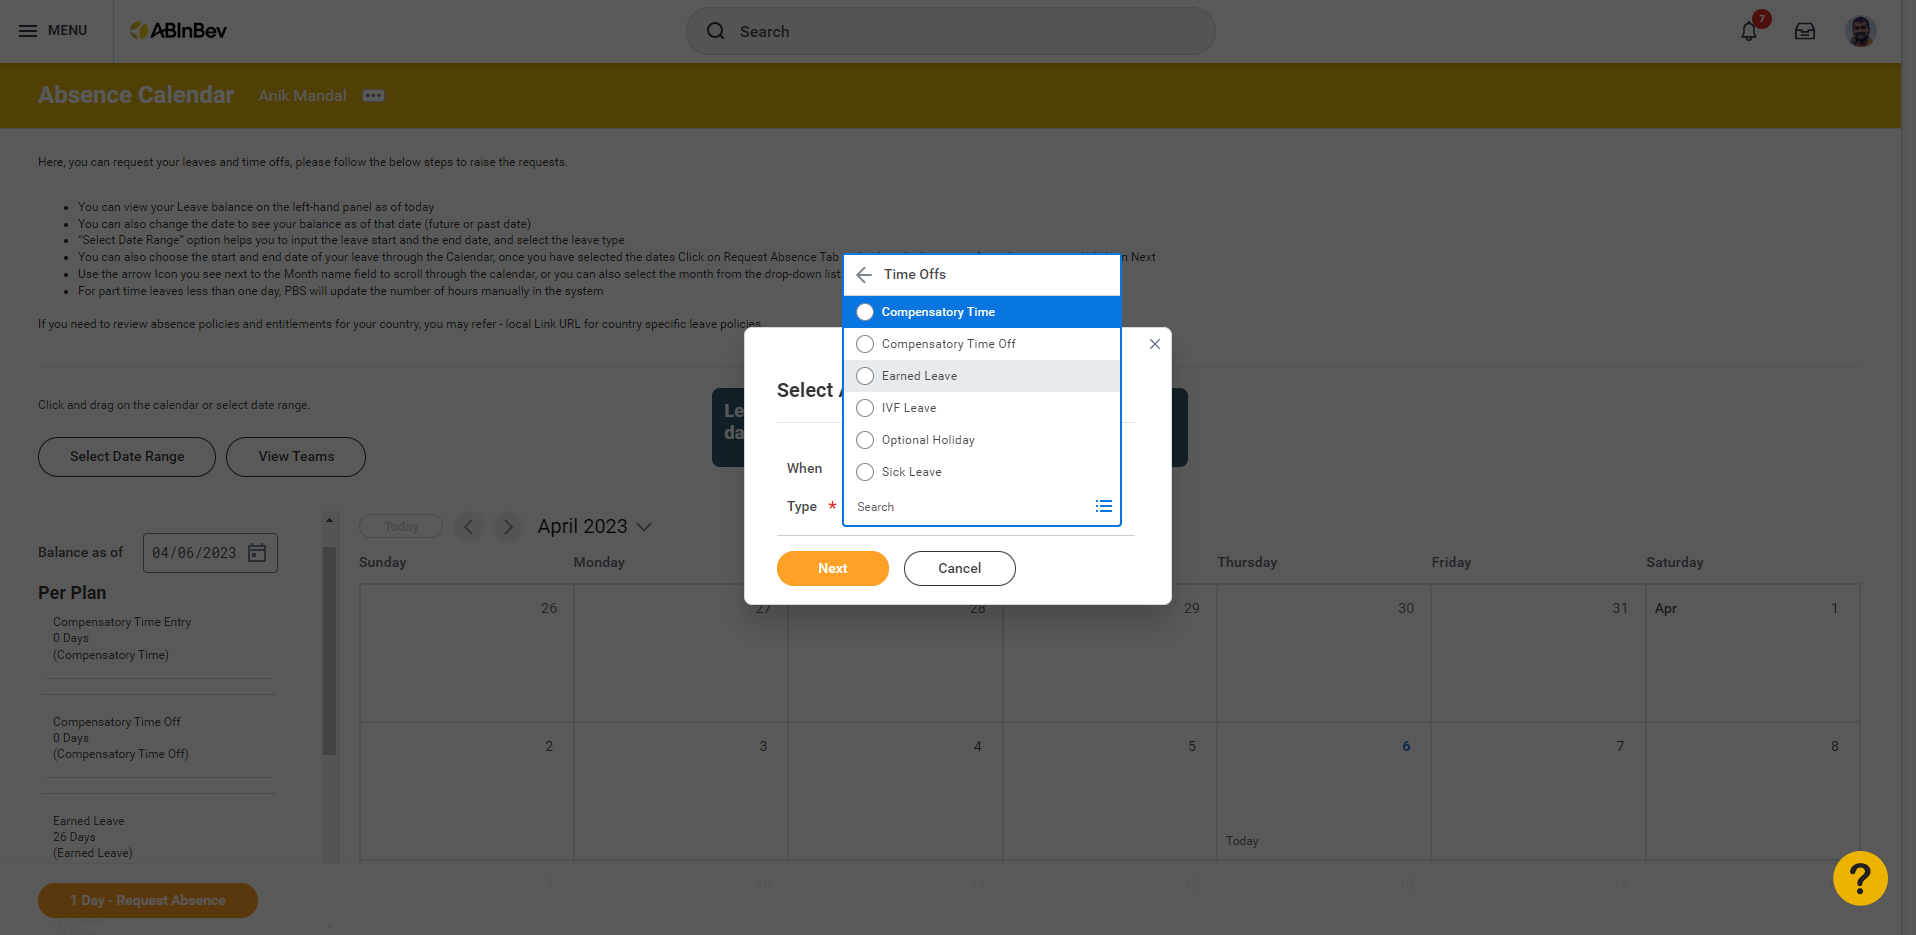 MENU
ABInBev
Search
7
Absence Calendar Anik Mandal
Here, you can request your leaves and time offs, please follow the below steps to raise the requests.
You can view your Leave balance on the left-hand panel as of today
You can also change the date to see your balance as of that date (future or past date)
"Select Date Range" option helps you to input the leave start and the end date, and select the leave type
You can also choose the start and end date of your leave through the Calendar, once you have selected the dates Click on Request Absence Tab
Next
Use the arrow Icon you see next to the Month name field to scroll through the calendar, or you can also select the month from the drop-down list
For part time leaves less than one day, PBS will update the number of hours manually in the system
If you need to review absence policies and entitlements for your country, you may refer - local Link URL for country specific leave policies
Time Offs
Compensatory Time
Compensatory Time Off
Earned Leave
IVF Leave
Optional Holiday
Sick Leave
Search
Select
When
Type *
Next Cancel
Click and drag on the calendar or select date range.
Select Date Range View Teams
Today April 2023
Balance as of 04/06/2023
Per Plan
Compensatory Time Entry
0 Days
(Compensatory Time)
Compensatory Time Off
0 Days
(Compensatory Time Off)
Earned Leave
26 Days
(Earned Leave)
1 Day - Request Absence
Sunday Monday Thursday Friday Saturday
26 27 28 29 30 31 Apr 1
2 3 4 5 6 7 8
Today
9 10 11 12 13 14
?